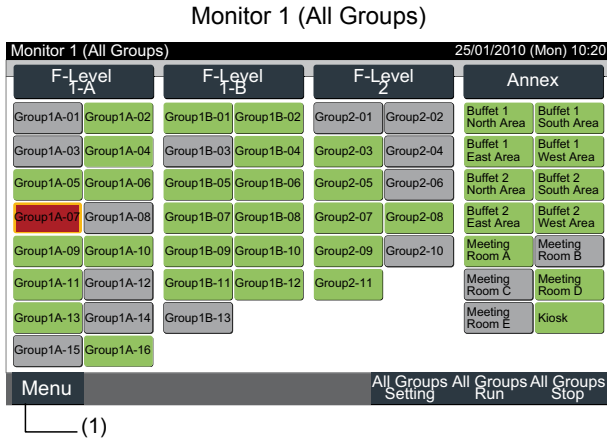 Monitor 1 (All Groups)
Monitor 1 (All Groups) 25/01/2010 (Mon) 10:20
F-Level 1-A F-Level 1-B F-Level 2 Annex
Group1A-01 Group1A-02 Group1B-01 Group1B-02 Group2-01 Group2-02 Buffet 1 North Area Buffet 1 South Area
Group1A-03 Group1A-04 Group1B-03 Group1B-04 Group2-03 Group2-04 Buffet 1 East Area Buffet 1 West Area
Group1A-05 Group1A-06 Group1B-05 Group1B-06 Group2-05 Group2-06 Buffet 2 North Area Buffet 2 South Area
Group1A-07 Group1A-08 Group1B-07 Group1B-08 Group2-07 Group2-08 Buffet 2 East Area Buffet 2 West Area
Group1A-09 Group1A-10 Group1B-09 Group1B-10 Group2-09 Group2-10 Meeting Room A Meeting Room B
Group1A-11 Group1A-12 Group1B-11 Group1B-12 Group2-11 Meeting Room C Meeting Room D
Group1A-13 Group1A-14 Group1B-13 Meeting Room E Kiosk
Group1A-15 Group1A-16
Menu All Groups Setting All Groups Run All Groups Stop
(1)